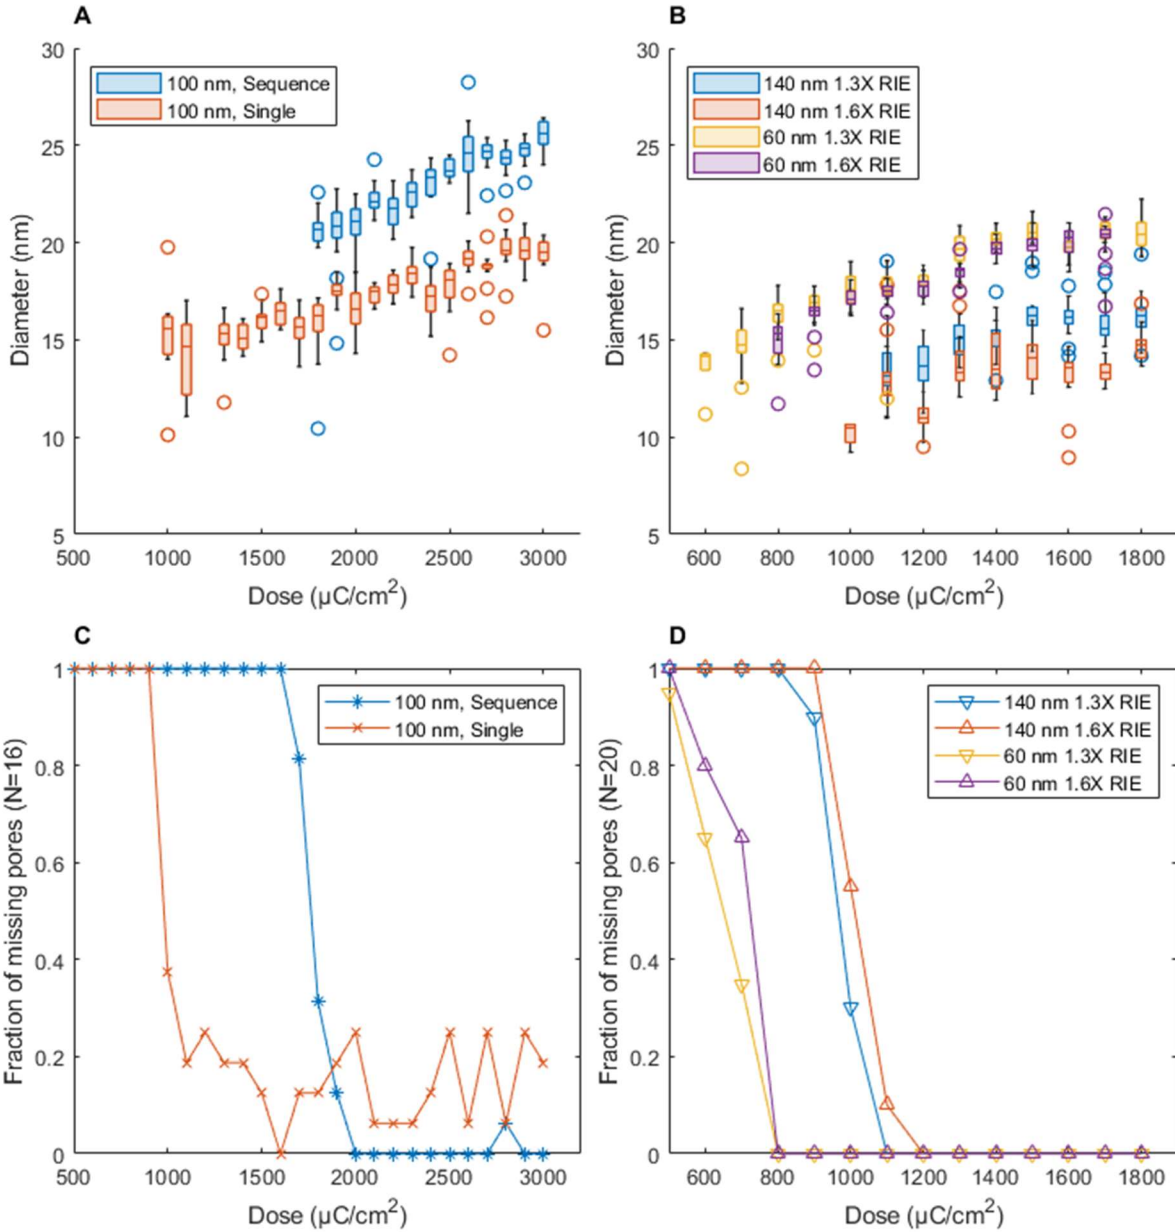 A
30
25
20
15
10
5
Diameter (nm)
100 nm, Sequence
100 nm, Single
500 1000 1500 2000 2500 3000
Dose (µC/cm²)
B
30
25
20
15
10
5
Diameter (nm)
140 nm 1.3X RIE
140 nm 1.6X RIE
60 nm 1.3X RIE
60 nm 1.6X RIE
600 800 1000 1200 1400 1600 1800
Dose (µC/cm²)
C
1
0.8
0.6
0.4
0.2
0
Fraction of missing pores (N=16)
100 nm, Sequence
100 nm, Single
500 1000 1500 2000 2500 3000
Dose (µC/cm²)
D
1
0.8
0.6
0.4
0.2
0
Fraction of missing pores (N=20)
140 nm 1.3X RIE
140 nm 1.6X RIE
60 nm 1.3X RIE
60 nm 1.6X RIE
600 800 1000 1200 1400 1600 1800
Dose (µC/cm²)